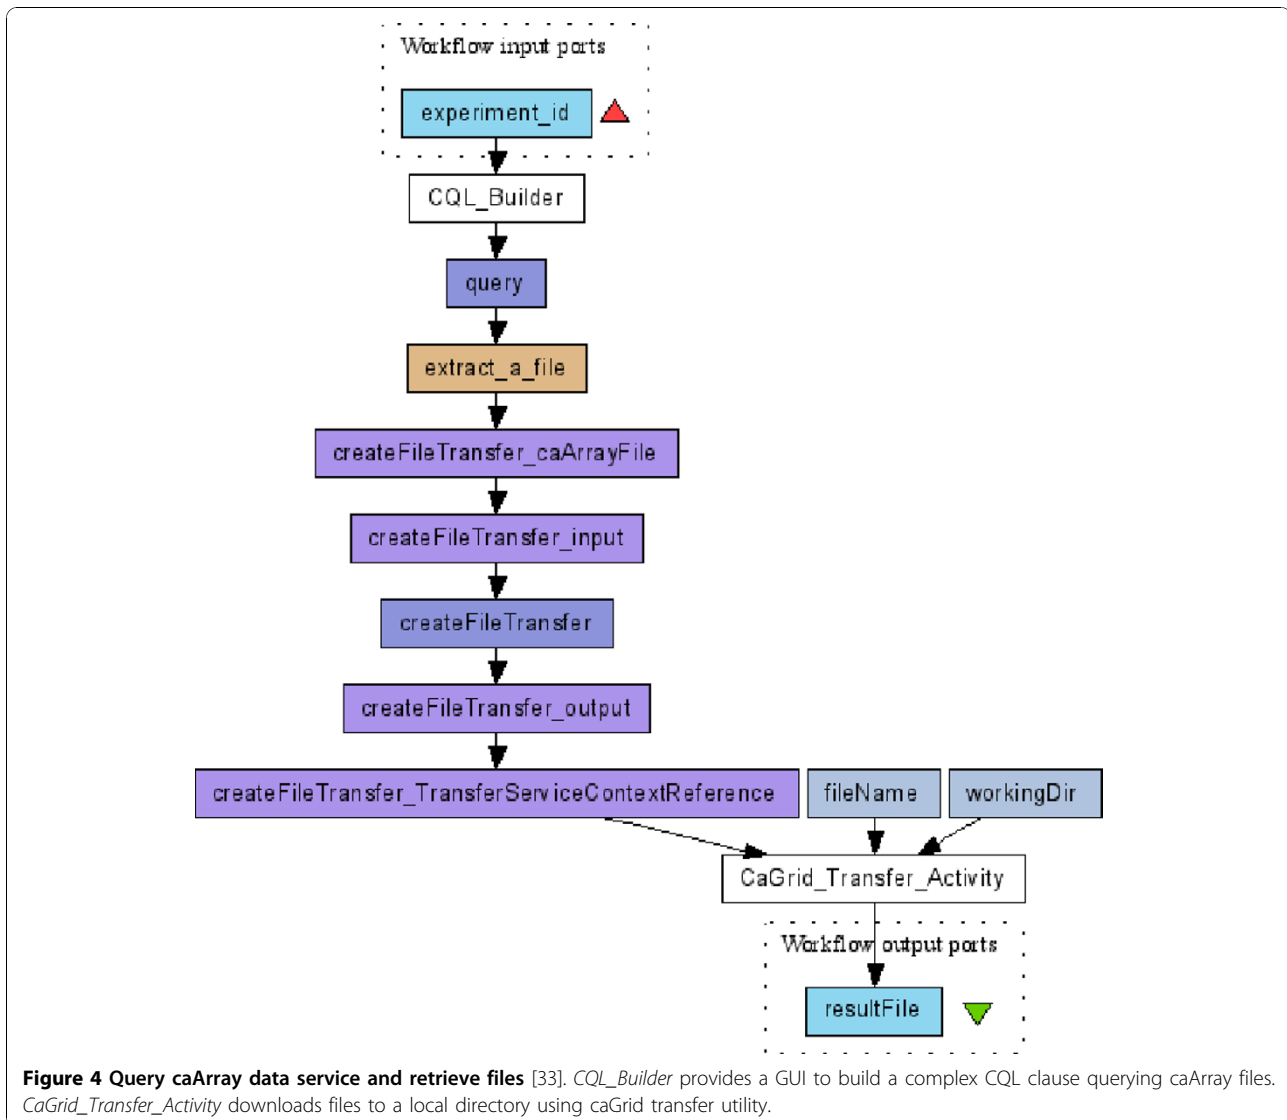 Workflow input ports
experiment_id
CQL_Builder
query
extract_a_file
createFileTransfer_caArrayFile
createFileTransfer_input
createFileTransfer
createFileTransfer_output
createFileTransfer_TransferServiceContextReference
fileName
workingDir
CaGrid_Transfer_Activity
Workflow output ports
resultFile
Figure 4 Query caArray data service and retrieve files [33]. CQL_Builder provides a GUI to build a complex CQL clause querying caArray files.
CaGrid_Transfer_Activity downloads files to a local directory using caGrid transfer utility.